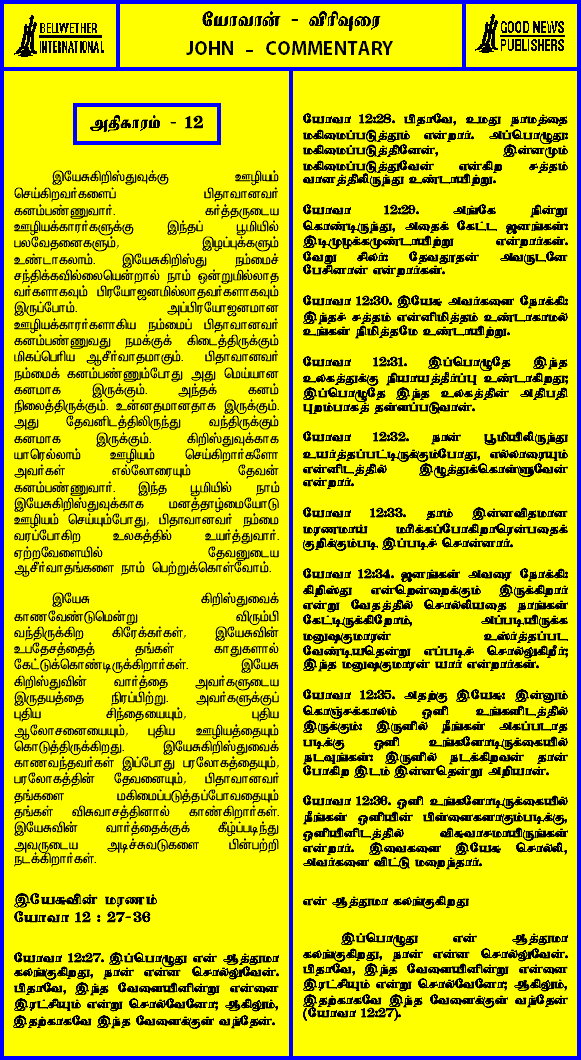 BELWETHER
INTERNATIONAL
யோவான் - விரிவுரை
JOHN - COMMENTARY
GOOD NEWS
PUBLISHERS
அதிகாரம் - 12
இயேசுகிறிஸ்துவுக்கு ஊழியம்
செய்கிறவர்களைப் பிதாவானவர்
கனம்பண்ணுவார். கர்த்தருடைய
ஊழியக்காரர்களுக்கு இந்தப் பூமியில்
பலவேதனைகளும், இழப்புக்களும்
உண்டாகலாம். இயேசுகிறிஸ்து நம்மைச்
சந்திக்கவில்லையென்றால் நாம் ஒன்றுமில்லாத
வர்களாகவும் பிரயோஜனமில்லாதவர்களாகவும்
இருப்போம். அப்பிரயோஜனமான
ஊழியக்காரர்களாகிய நம்மைப் பிதாவானவர்
கனம்பண்ணுவது நமக்குக் கிடைத்திருக்கும்
மிகப்பெரிய ஆசீர்வாதமாகும். பிதாவானவர்
நம்மைக் கனம்பண்ணும்போது அது மெய்யான
கனமாக இருக்கும். அந்தக் கனம்
நிலைத்திருக்கும். உன்னதமானதாக இருக்கும்.
அது தேவனிடத்திலிருந்து வந்திருக்கும்
கனமாக இருக்கும். கிறிஸ்துவுக்காக
யாரெல்லாம் ஊழியம் செய்கிறார்களோ
அவர்கள் எல்லோரையும் தேவன்
கனம்பண்ணுவார். இந்த பூமியில் நாம்
இயேசுகிறிஸ்துவுக்காக மனத்தாழ்மையோடு
ஊழியம் செய்யும்போது, பிதாவானவர் நம்மை
வரப்போகிற உலகத்தில் உயர்த்துவார்.
ஏற்றவேளையில் தேவனுடைய
ஆசீர்வாதங்களை நாம் பெற்றுக்கொள்வோம்.
இயேசு கிறிஸ்துவைக்
காணவேண்டுமென்று விரும்பி
வந்திருக்கிற கிரேக்கர்கள், இயேசுவின்
உபதேசத்தைத் தங்கள் காதுகளால்
கேட்டுக்கொண்டிருக்கிறார்கள். இயேசு
கிறிஸ்துவின் வார்த்தை அவர்களுடைய
இருதயத்தை நிரப்பிற்று. அவர்களுக்குப்
புதிய சிந்தையையும், புதிய
ஆலோசனையையும், புதிய ஊழியத்தையும்
கொடுத்திருக்கிறது. இயேசுகிறிஸ்துவைக்
காணவந்தவர்கள் இப்போது பரலோகத்தையும்,
பரலோகத்தின் தேவனையும், பிதாவானவர்
தங்களை மகிமைப்படுத்தப்போவதையும்
தங்கள் விசுவாசத்தினால் காண்கிறார்கள்.
இயேசுவின் வார்த்தைக்குக் கீழ்ப்படிந்து
அவருடைய அடிச்சுவடுகளை பின்பற்றி
நடக்கிறார்கள்.
இயேசுவின் மரணம்
யோவா 12 : 27-36
யோவா 12:27. இப்பொழுது என் ஆத்துமா
கலங்குகிறது, நான் என்ன சொல்லுவேன்.
பிதாவே, இந்த வேளையினின்று என்னை
இரட்சியும் என்று சொல்வேனோ; ஆகிலும்,
இதற்காகவே இந்த வேளைக்குள் வந்தேன்.
யோவா 12:28. பிதாவே, உமது நாமத்தை
மகிமைப்படுத்தும் என்றார். அப்பொழுது:
மகிமைப்படுத்தினேன், இன்னமும்
மகிமைப்படுத்துவேன் என்கிற சத்தம்
வானத்திலிருந்து உண்டாயிற்று.
யோவா 12:29. அங்கே நின்று
கொண்டிருந்து, அதைக் கேட்ட ஜனங்கள்:
இடிமுழக்கமுண்டாயிற்று என்றார்கள்.
வேறு சிலர்: தேவதூதன் அவருடனே
பேசினான் என்றார்கள்.
யோவா 12:30. இயேசு அவர்களை நோக்கி:
இந்தச் சத்தம் என்னிமித்தம் உண்டாகாமல்
உங்கள் நிமித்தமே உண்டாயிற்று.
யோவா 12:31. இப்பொழுதே இந்த
உலகத்துக்கு நியாயத்தீர்ப்பு உண்டாகிறது;
இப்பொழுதே இந்த உலகத்தின் அதிபதி
புறம்பாகத் தள்ளப்படுவான்.
யோவா 12:32. நான் பூமியிலிருந்து
உயர்த்தப்பட்டிருக்கும்போது, எல்லாரையும்
என்னிடத்தில் இழுத்துக்கொள்ளுவேன்
என்றார்.
யோவா 12:33. தாம் இன்னவிதமான
மரணமாய் மரிக்கப்போகிறாரென்பதைக்
குறிக்கும்படி இப்படிச் சொன்னார்.
யோவா 12:34. ஜனங்கள் அவரை நோக்கி:
கிறிஸ்து என்றென்றைக்கும் இருக்கிறார்
என்று வேதத்தில் சொல்லியதை நாங்கள்
கேட்டிருக்கிறோம், அப்படியிருக்க
மனுஷகுமாரன் உயர்த்தப்பட
வேண்டியதென்று எப்படிச் சொல்லுகிறீர்;
இந்த மனுஷகுமாரன் யார் என்றார்கள்.
யோவா 12:35. அதற்கு இயேசு: இன்னும்
கொஞ்சக்காலம் ஒளி உங்களிடத்தில்
இருக்கும்: இருளில் நீங்கள் அகப்படாத
படிக்கு ஒளி உங்களோடிருக்கையில்
நடவுங்கள்: இருளில் நடக்கிறவன் தான்
போகிற இடம் இன்னதென்று அறியான்.
யோவா 12:36. ஒளி உங்களோடிருக்கையில்
நீங்கள் ஒளியின் பிள்ளைகளாகும்படிக்கு,
ஒளியினிடத்தில் விசுவாசமாயிருங்கள்
என்றார். இவைகளை இயேசு சொல்லி,
அவர்களை விட்டு மறைந்தார்.
என் ஆத்துமா கலங்குகிறது
இப்பொழுது என் ஆத்துமா
கலங்குகிறது, நான் என்ன சொல்லுவேன்.
பிதாவே, இந்த வேளையினின்று என்னை
இரட்சியும் என்று சொல்வேனோ; ஆகிலும்,
இதற்காகவே இந்த வேளைக்குள் வந்தேன்
(யோவா 12:27).